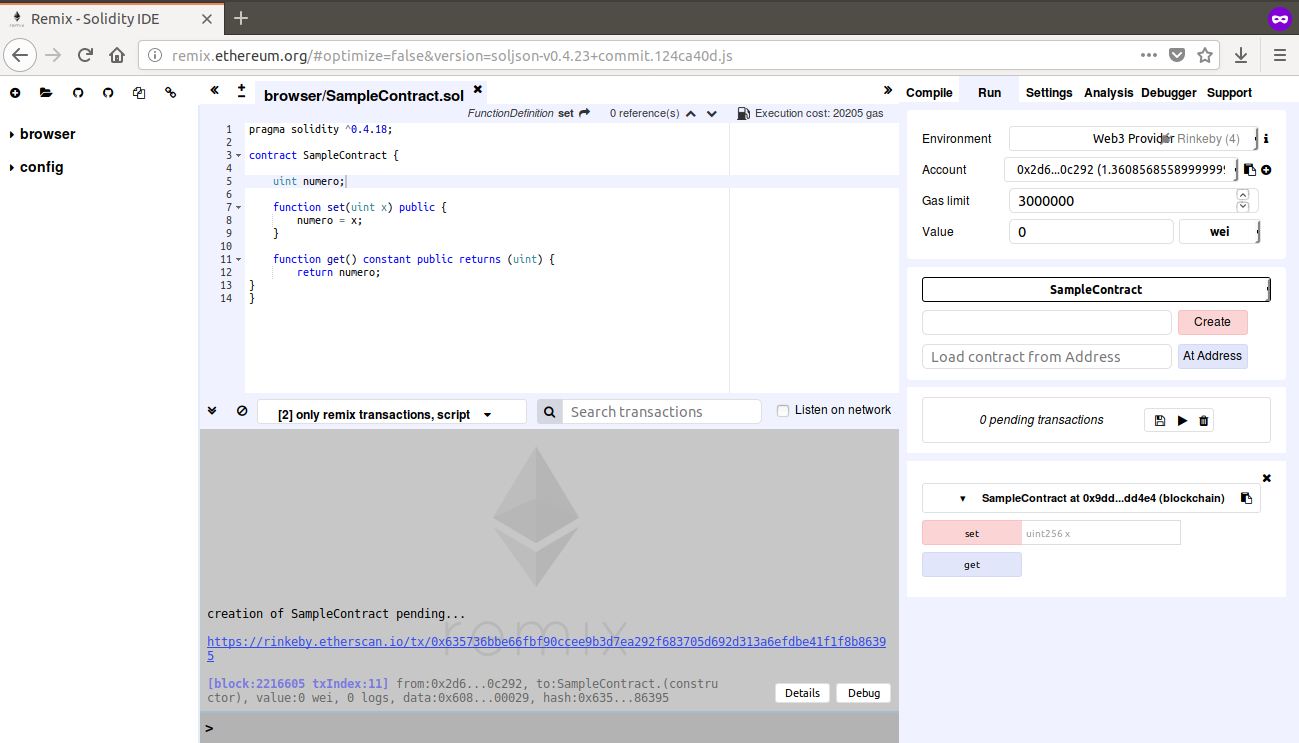 Remix - Solidity IDE
remix.ethereum.org/#optimize=false&version=soljson-v0.4.23+commit.124ca40d.js
browser/SampleContract.sol
Compile Run Settings Analysis Debugger Support
FunctionDefinition set 0 reference(s) Execution cost: 20205 gas
browser
config
1 pragma solidity ^0.4.18;
2
3 contract SampleContract {
4
5 uint numero;
6
7 function set(uint x) public {
8 numero = x;
9 }
10
11 function get() constant public returns (uint) {
12 return numero;
13 }
14 }
Environment Web3 Provider Rinkeby (4)
Account 0x2d6...0c292 (1.3608568558999999
Gas limit 3000000
Value 0 wei
SampleContract
Create
Load contract from Address At Address
0 pending transactions
SampleContract at 0x9dd...dd4e4 (blockchain)
set uint256 x
get
[2] only remix transactions, script Search transactions Listen on network
remix
creation of SampleContract pending...
https://rinkeby.etherscan.io/tx/0x635736bbe66fbf90ccee9b3d7ea292f683705d692d313a6efdbe41f1f8b8639
5
[block:2216605 txIndex:11] from:0x2d6...0c292, to:SampleContract.(constru
ctor), value:0 wei, 0 logs, data:0x608...00029, hash:0x635...86395
Details Debug
>